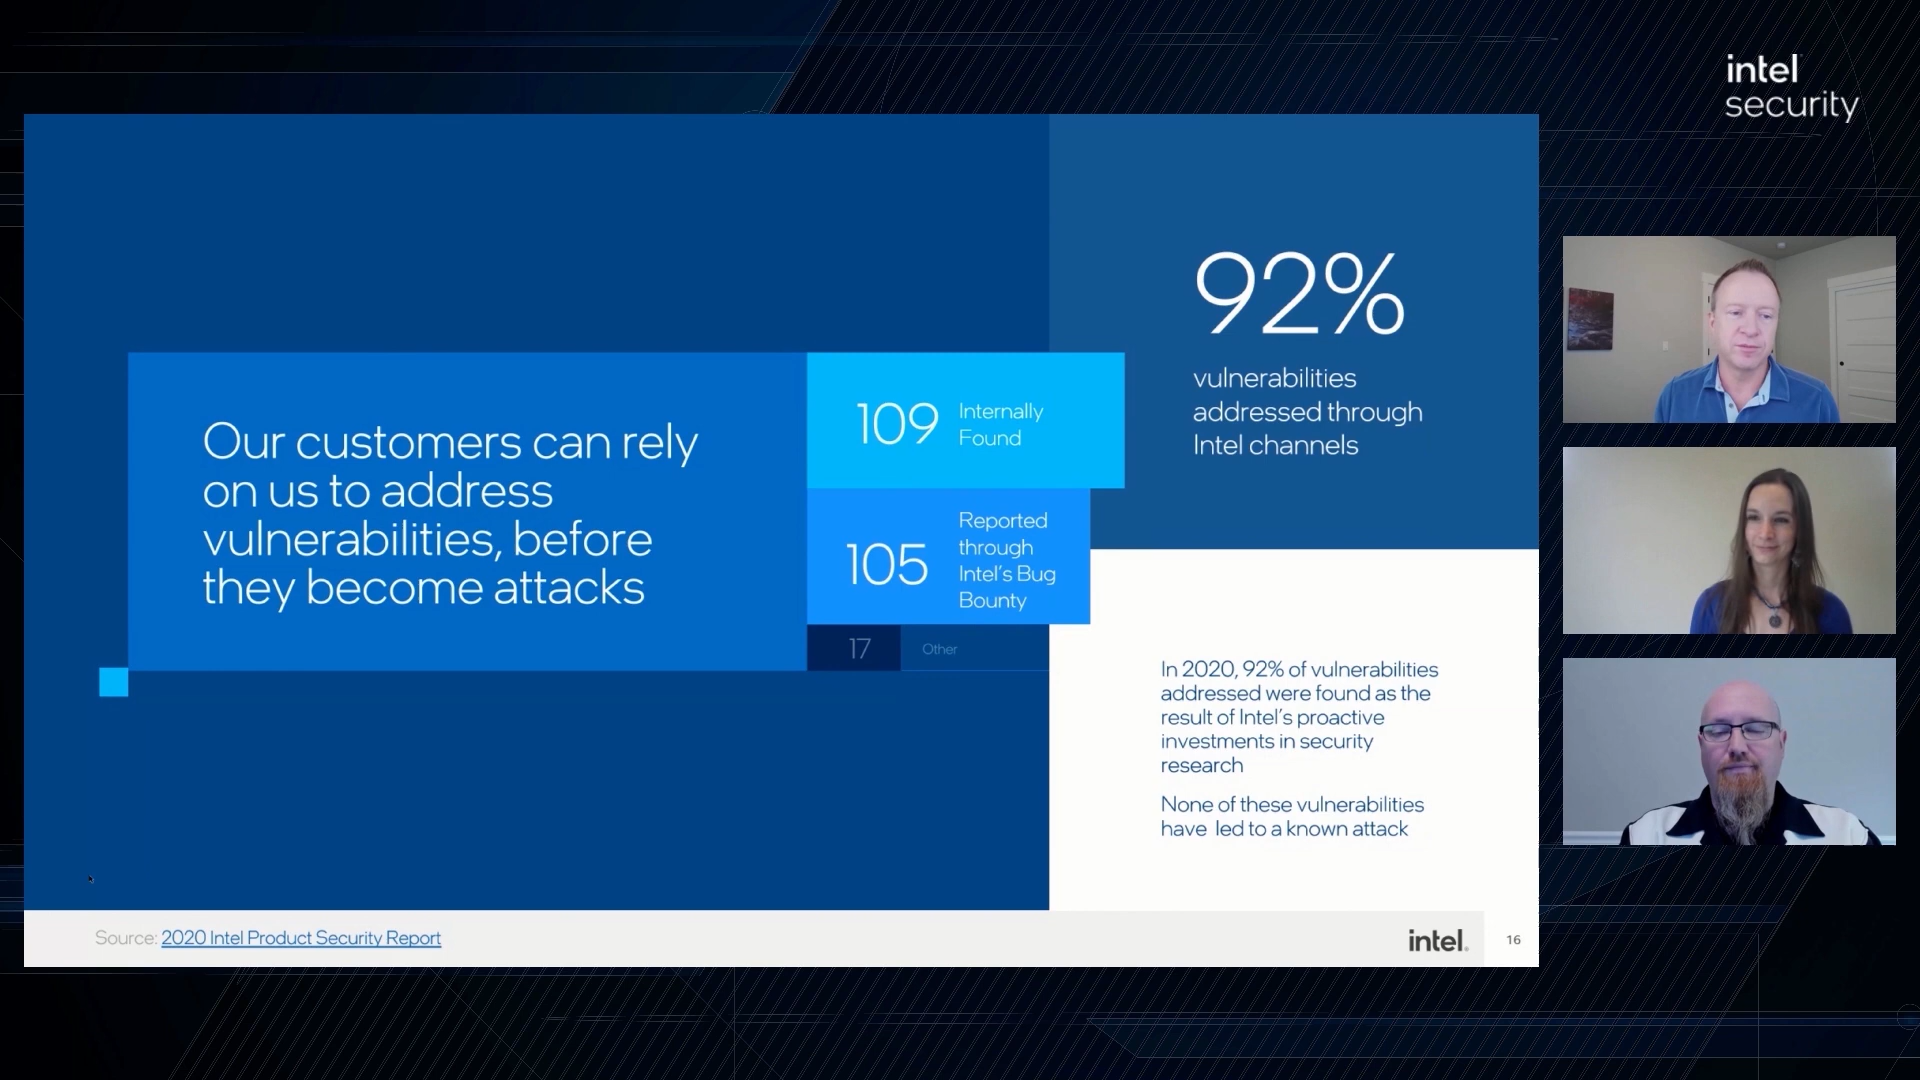 intel
security
92%
vulnerabilities
addressed through
Intel channels
Our customers can rely
on us to address
vulnerabilities, before
they become attacks
109
Internally
Found
105
Reported
through
Intel's Bug
Bounty
17
Other
In 2020, 92% of vulnerabilities
addressed were found as the
result of Intel's proactive
investments in security
research
None of these vulnerabilities
have led to a known attack
Source: 2020 Intel Product Security Report
intel.
16